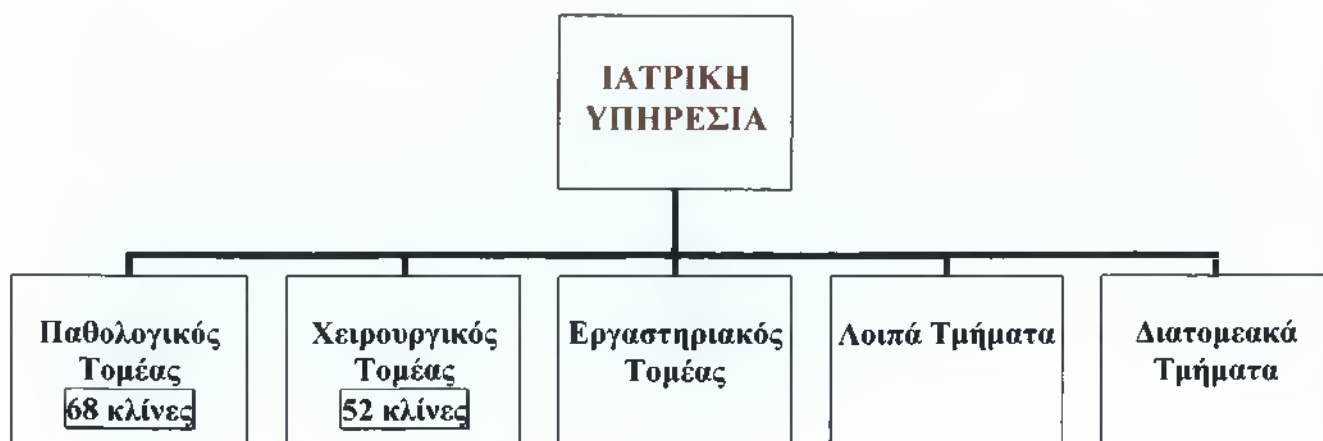 ΙΑΤΡΙΚΗ
ΥΠΗΡΕΣΙΑ
Παθολογικός
Τομέας
68 κλίνες
Χειρουργικός
Τομέας
52 κλίνες
Εργαστηριακός
Τομέας
Λοιπά Τμήματα
Διατομεακά
Τμήματα